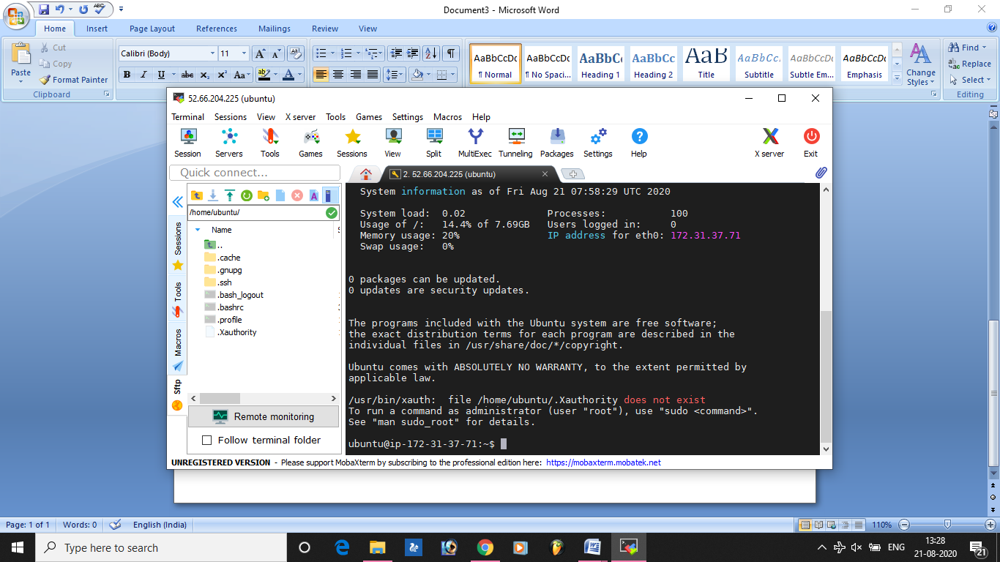 Document3 - Microsoft Word
Home Insert Page Layout References Mailings Review View
Paste
Cut
Copy
Format Painter
Clipboard
Calibri (Body) 11
AaBbCcDc AaBbCcDc AaBbC AaBbCc AaB AaBbCc. AaBbCcDc AaBbCcDc
¶ Normal ¶ No Spaci... Heading 1 Heading 2 Title Subtitle Subtle Em... Emphasis
Change Styles
Find
Replace
Select
Editing
52.66.204.225 (ubuntu)
Terminal Sessions View X server Tools Games Settings Macros Help
Session Servers Tools Games Sessions View Split MultiExec Tunneling Packages Settings Help X server Exit
Quick connect...
2. 52.66.204.225 (ubuntu)
Sessions
Tools
Macros
Sftp
/home/ubuntu/
Name
..
.cache
.gnupg
.ssh
.bash_logout
.bashrc
.profile
.Xauthority
Remote monitoring
Follow terminal folder
System information as of Fri Aug 21 07:58:29 UTC 2020
System load: 0.02 Processes: 100
Usage of /: 14.4% of 7.69GB Users logged in: 0
Memory usage: 20% IP address for eth0: 172.31.37.71
Swap usage: 0%
0 packages can be updated.
0 updates are security updates.
The programs included with the Ubuntu system are free software;
the exact distribution terms for each program are described in the
individual files in /usr/share/doc/*/copyright.
Ubuntu comes with ABSOLUTELY NO WARRANTY, to the extent permitted by
applicable law.
/usr/bin/xauth: file /home/ubuntu/.Xauthority does not exist
To run a command as administrator (user "root"), use "sudo <command>".
See "man sudo_root" for details.
ubuntu@ip-172-31-37-71:~$
UNREGISTERED VERSION - Please support MobaXterm by subscribing to the professional edition here: https://mobaxterm.mobatek.net
Page: 1 of 1 Words: 0 English (India) 110%
Type here to search
ENG
13:28
21-08-2020
21